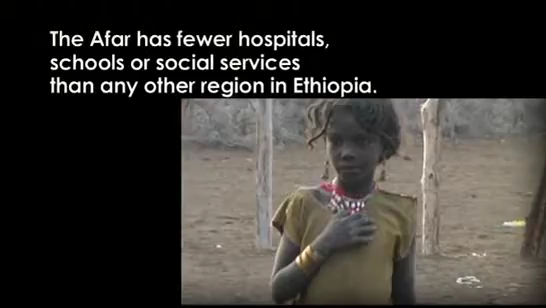 The Afar has fewer hospitals,
schools or social services
than any other region in Ethiopia.